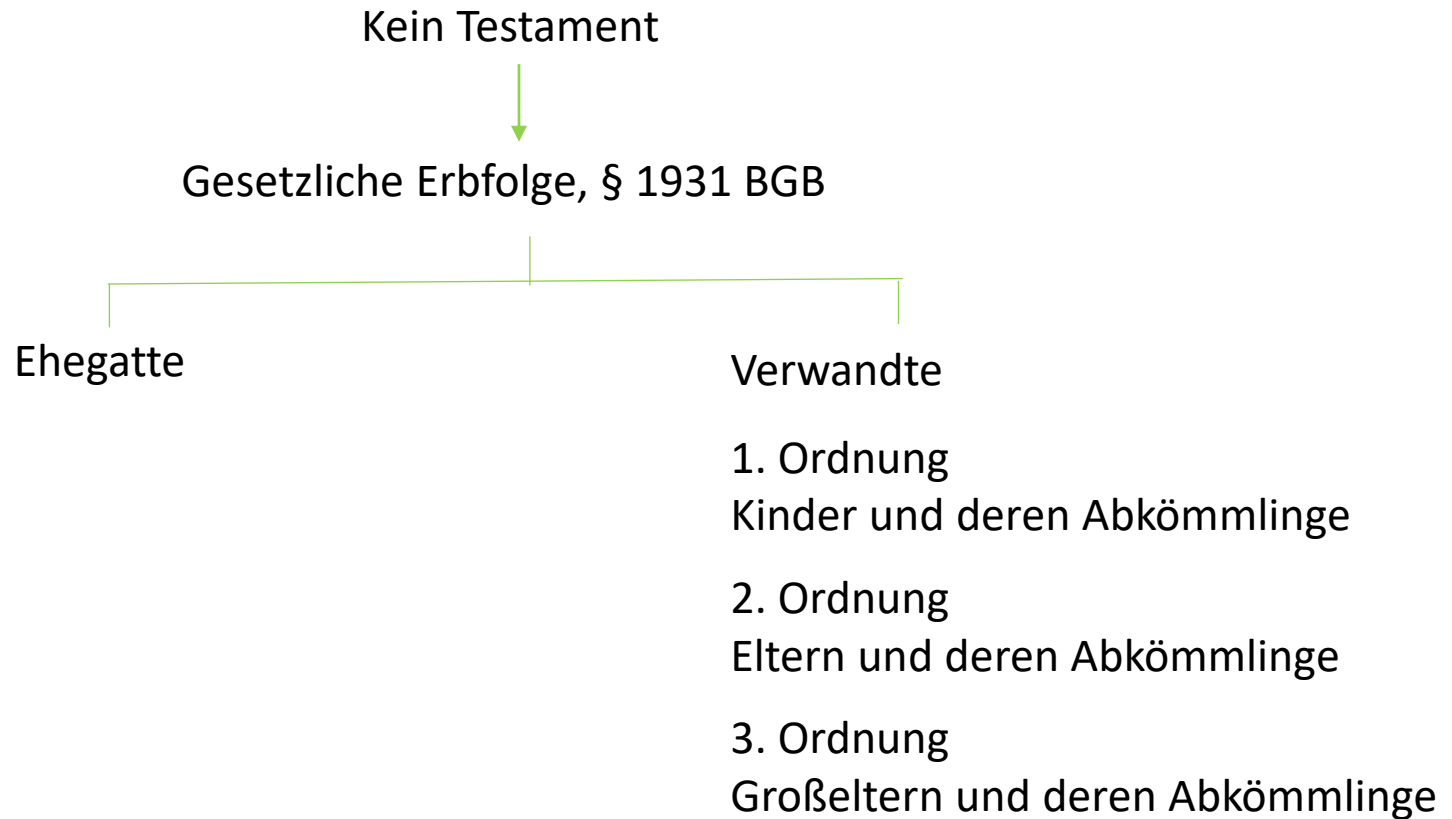 Kein Testament
Gesetzliche Erbfolge, § 1931 BGB
Ehegatte
Verwandte
1. Ordnung
Kinder und deren Abkömmlinge
2. Ordnung
Eltern und deren Abkömmlinge
3. Ordnung
Großeltern und deren Abkömmlinge